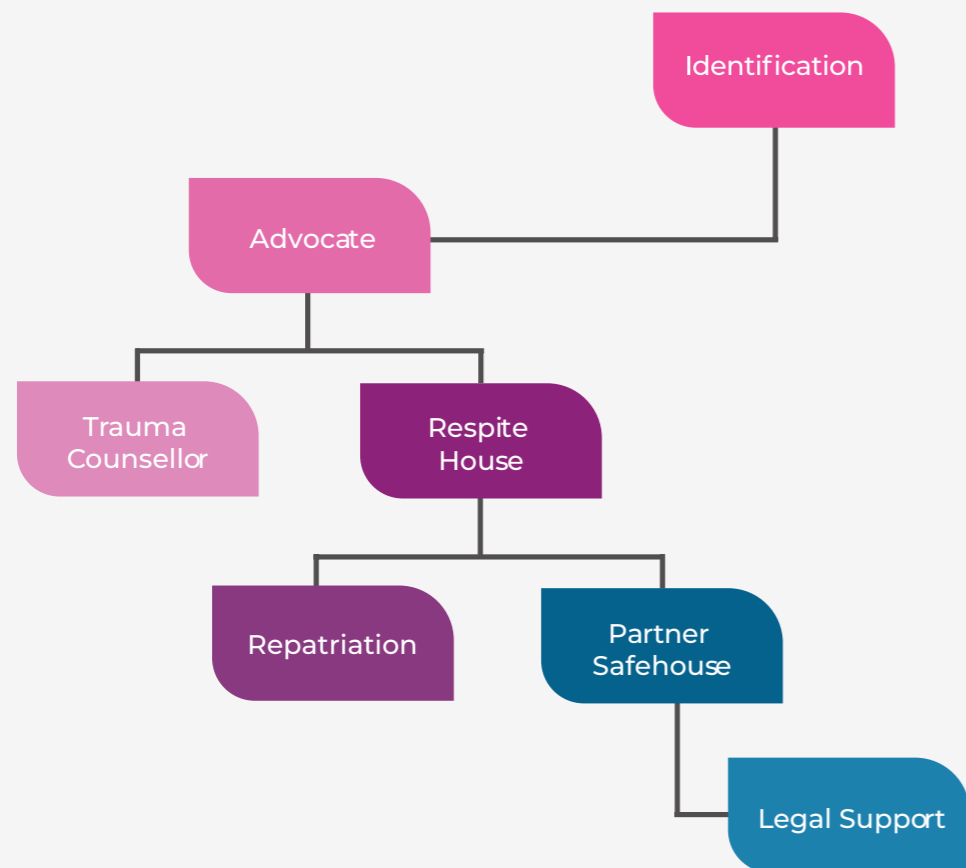 Identification
Advocate
Trauma
Counsellor
Respite
House
Repatriation
Partner
Safehouse
Legal Support